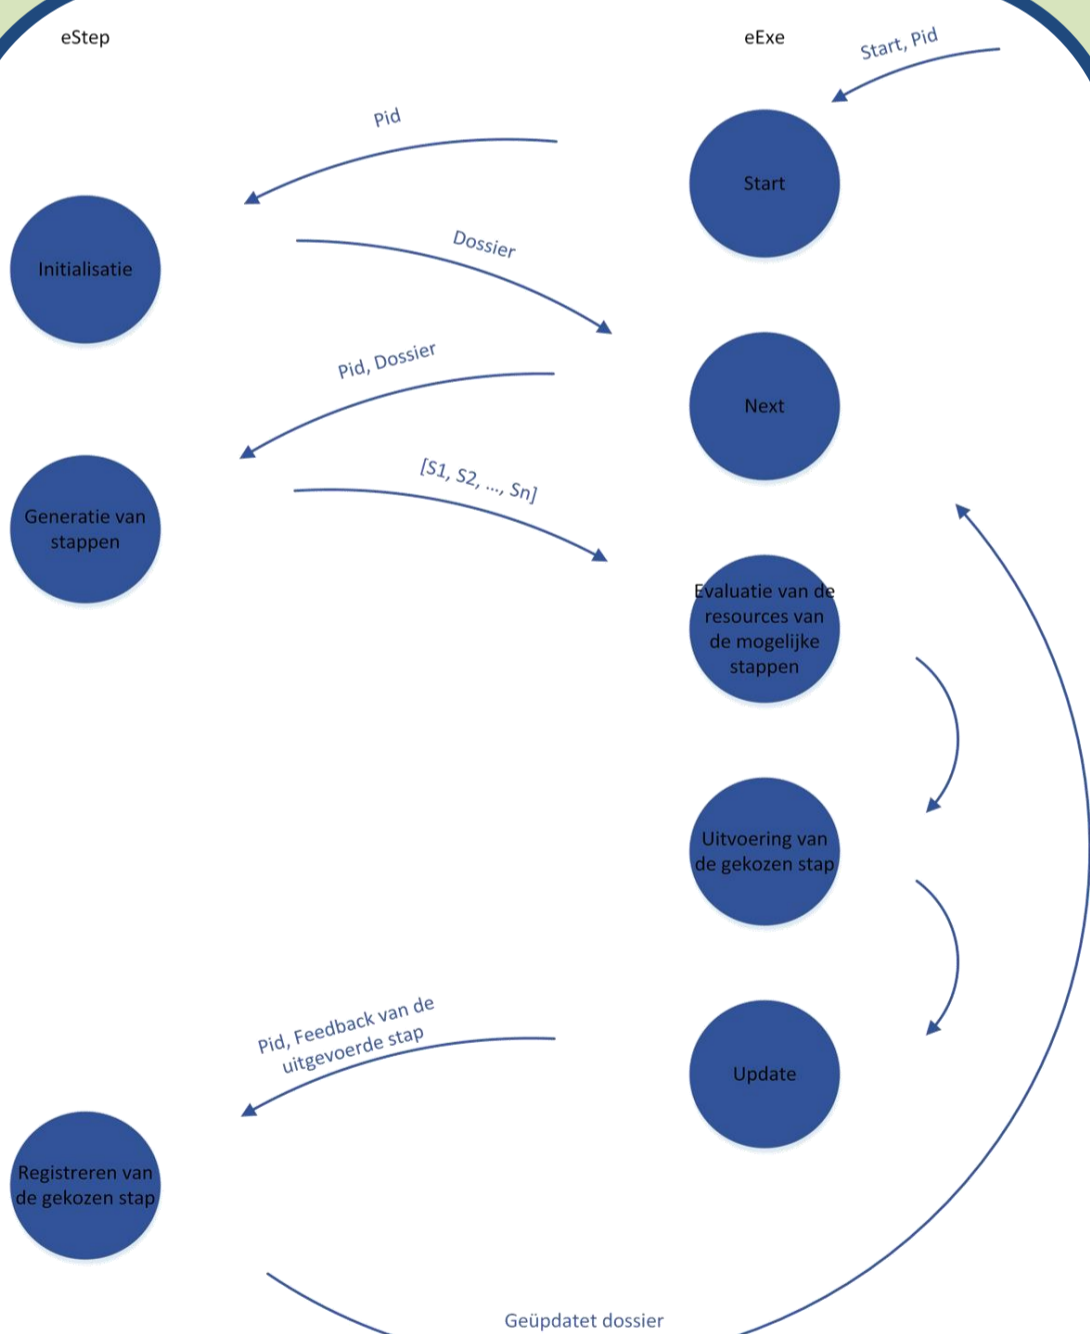 eStep
eExe
Start, Pid
Pid
Start
Initialisatie
Dossier
Pid, Dossier
Next
[S1, S2, ..., Sn]
Generatie van
stappen
Evaluatie van de
resources van
de mogelijke
stappen
Uitvoering van
de gekozen stap
Pid, Feedback van de
uitgevoerde stap
Update
Registreren van
de gekozen stap
Geüpdatet dossier